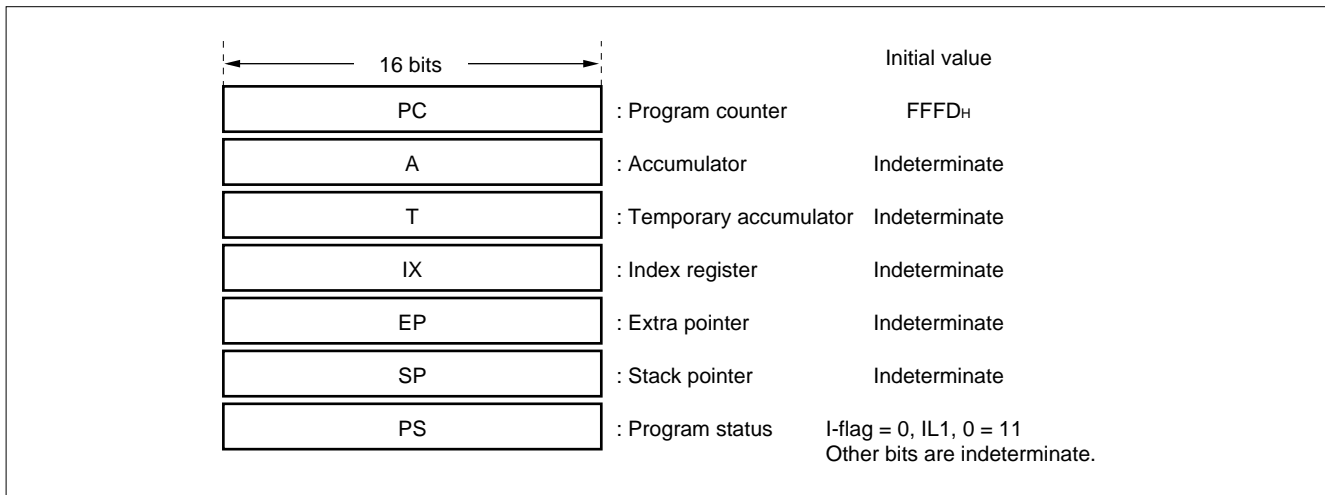 16 bits Initial value
PC : Program counter FFFDH
A : Accumulator Indeterminate
T : Temporary accumulator Indeterminate
IX : Index register Indeterminate
EP : Extra pointer Indeterminate
SP : Stack pointer Indeterminate
PS : Program status I-flag = 0, IL1, 0 = 11
Other bits are indeterminate.